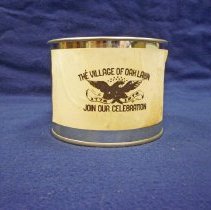 THE VILLAGE OF OAK LAWN
JOIN OUR CELEBRATION